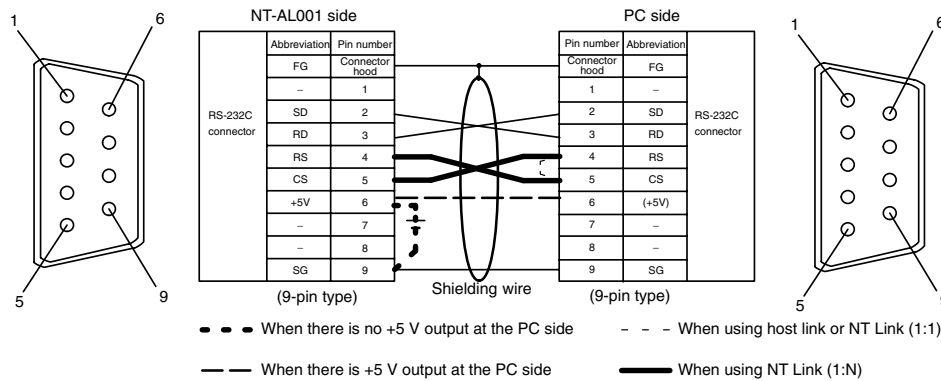 NT-AL001 side
PC side
1
6
5
9
RS-232C
connector
Abbreviation Pin number
FG Connector
hood
– 1
SD 2
RD 3
RS 4
CS 5
+5V 6
– 7
– 8
SG 9
(9-pin type)
Shielding wire
Pin number Abbreviation
Connector
hood FG
1 –
2 SD
3 RD
4 RS
5 CS
6 (+5V)
7 –
8 –
9 SG
RS-232C
connector
(9-pin type)
1
6
5
9
When there is no +5 V output at the PC side
When using host link or NT Link (1:1)
When there is +5 V output at the PC side
When using NT Link (1:N)